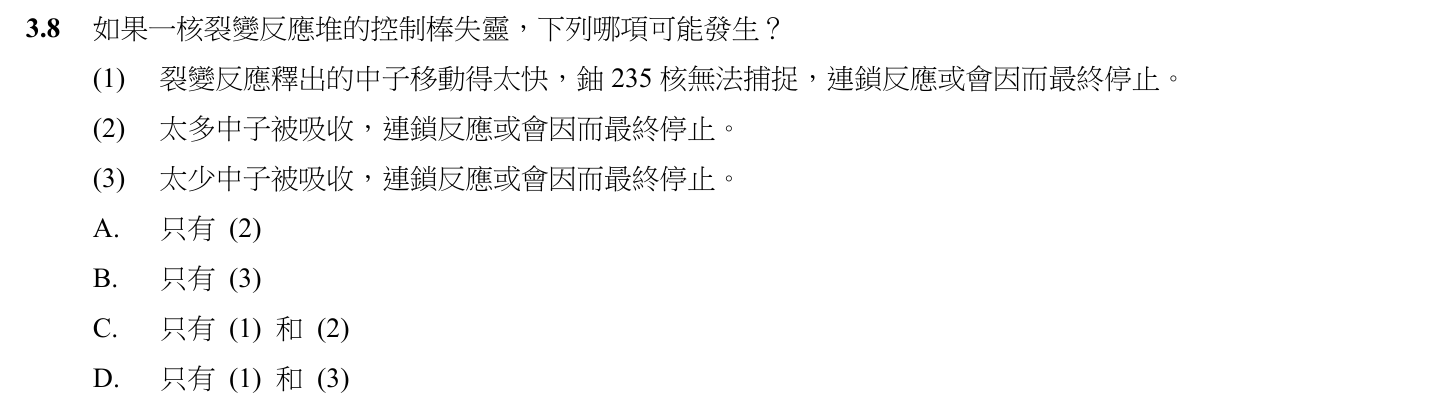 3.8 如果一核裂變反應堆的控制棒失靈，下列哪項可能發生？
(1) 裂變反應釋出的中子移動得太快，鈾 235 核無法捕捉，連鎖反應或會因而最終停止。
(2) 太多中子被吸收，連鎖反應或會因而最終停止。
(3) 太少中子被吸收，連鎖反應或會因而最終停止。
A. 只有 (2)
B. 只有 (3)
C. 只有 (1) 和 (2)
D. 只有 (1) 和 (3)